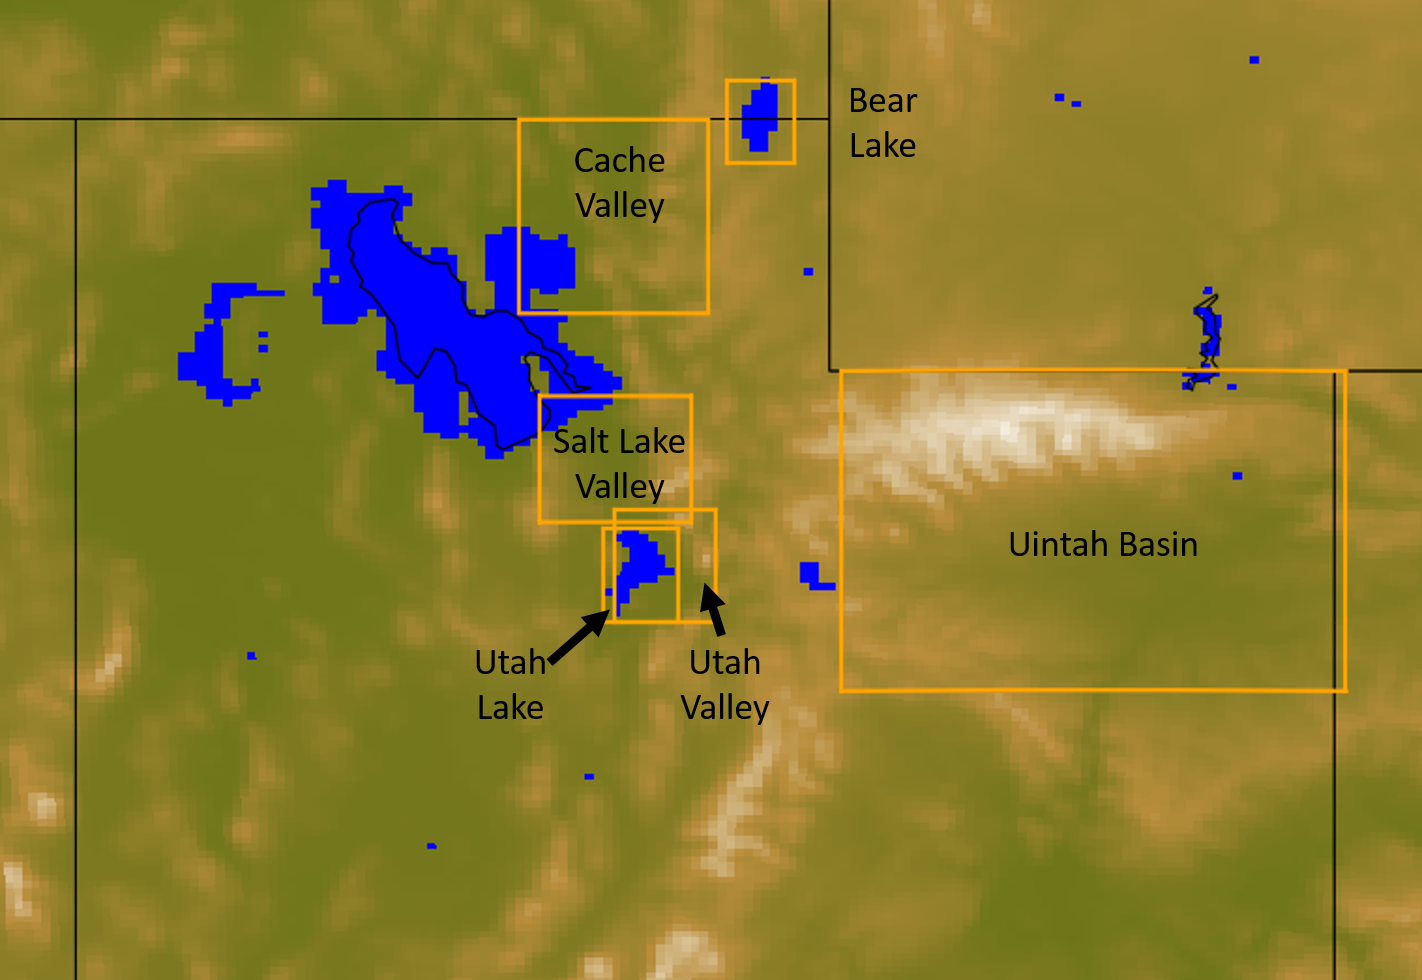 Bear
Lake
Cache
Valley
Salt Lake
Valley
Uintah Basin
Utah
Lake
Utah
Valley